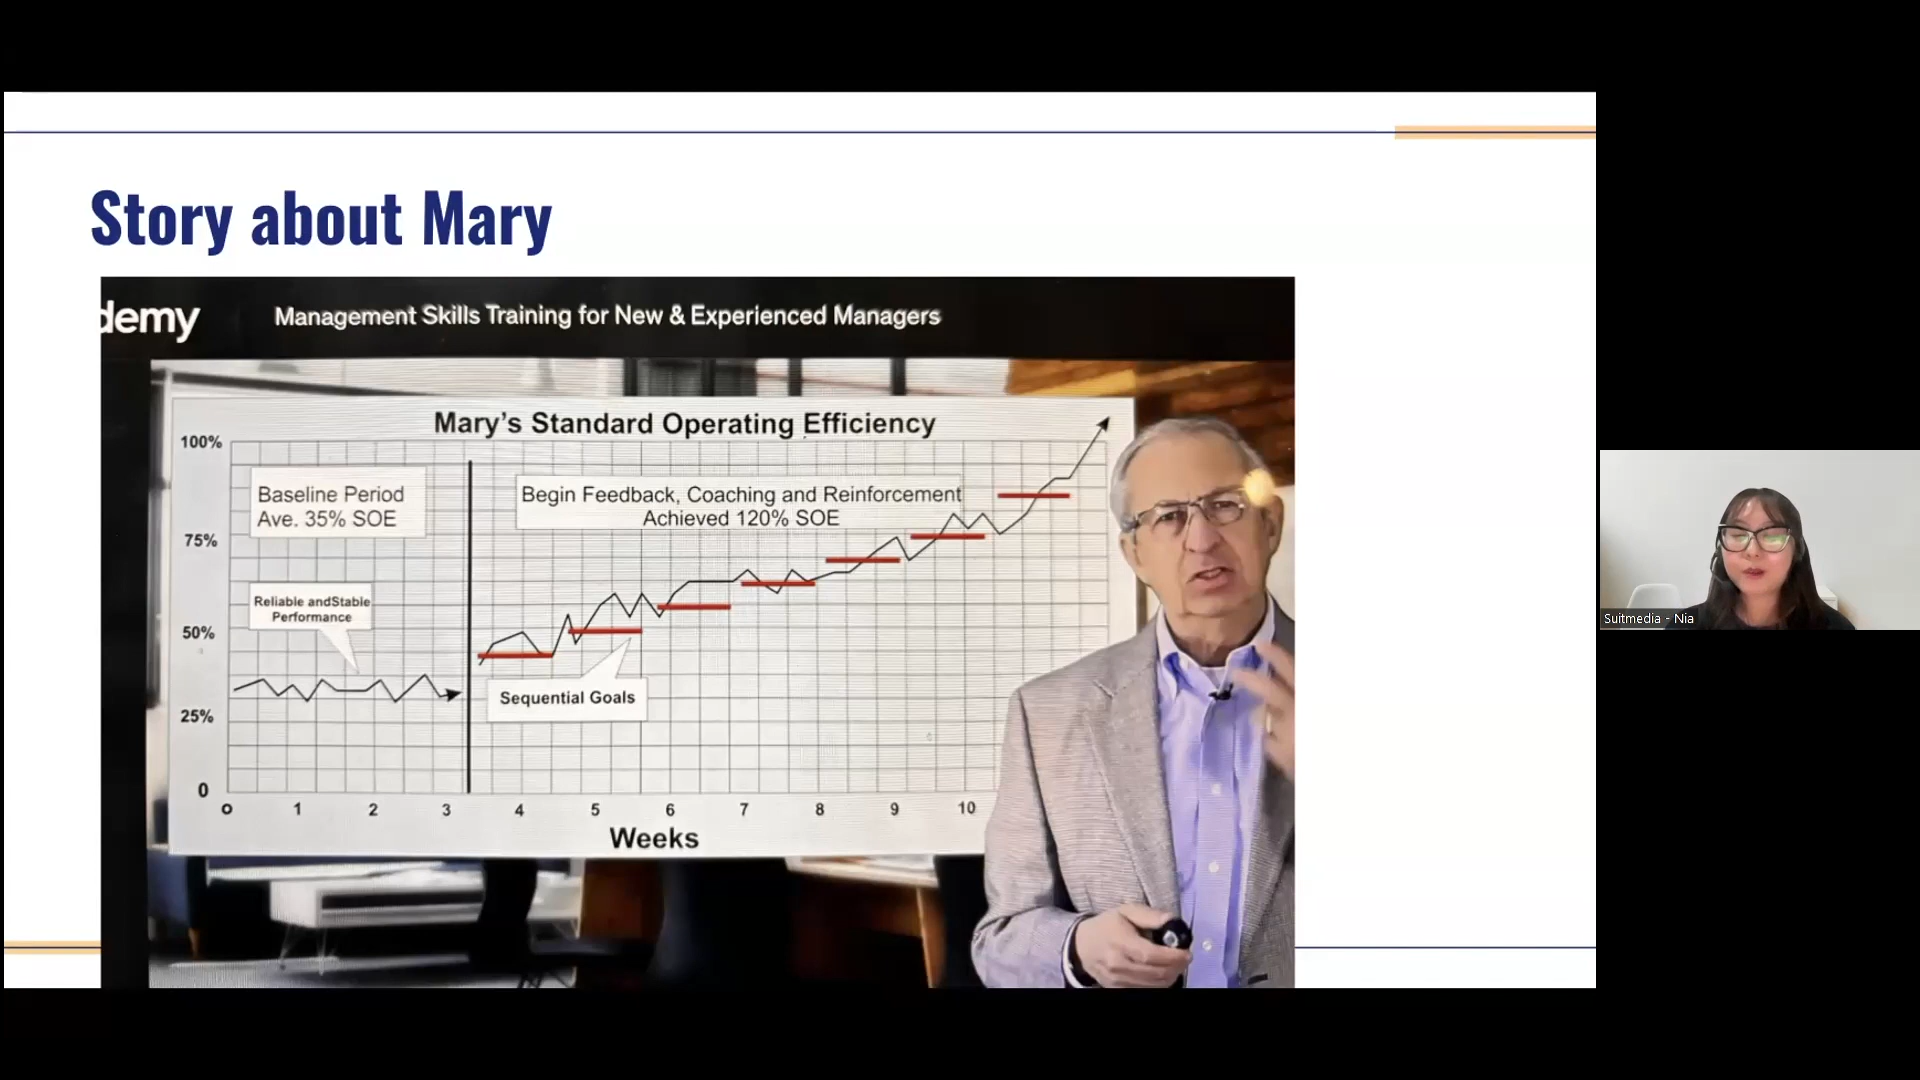 Story about Mary
demy
Management Skills Training for New & Experienced Managers
Mary's Standard Operating Efficiency
100%
75%
50%
25%
0
Baseline Period
Ave. 35% SOE
Begin Feedback, Coaching and Reinforcement
Achieved 120% SOE
Reliable andStable
Performance
Sequential Goals
0 1 2 3 4 5 6 7 8 9 10
Weeks
Suitmedia - Nia